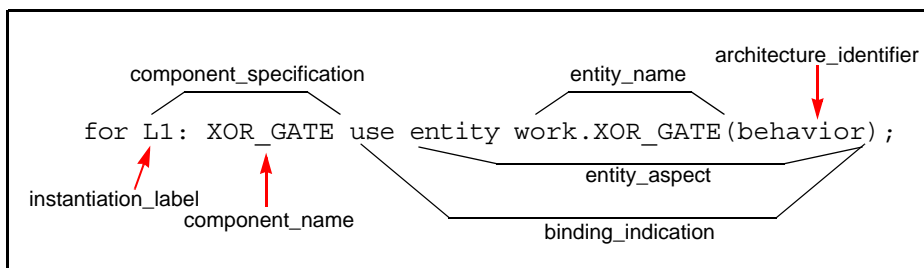 architecture_identifier
component_specification entity_name
for L1: XOR_GATE use entity work.XOR_GATE(behavior);
entity_aspect
instantiation_label
component_name
binding_indication